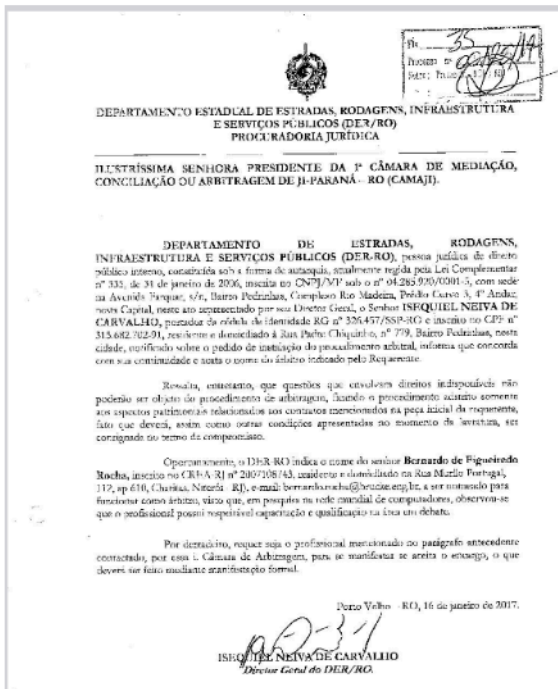 Fls. 35
DEPARTAMENTO ESTADUAL DE ESTRADAS, RODAGENS, INFRAESTRUTURA
E SERVIÇOS PÚBLICOS (DER/RO)
PROCURADORIA JURÍDICA
ILUSTRÍSSIMA SENHORA PRESIDENTE DA 1ª CÂMARA DE MEDIAÇÃO,
CONCILIAÇÃO OU ARBITRAGEM DE JI-PARANÁ - RO (CAMAJI).
DEPARTAMENTO DE ESTRADAS, RODAGENS,
INFRAESTRUTURA E SERVIÇOS PÚBLICOS (DER-RO), pessoa jurídica de direito
público interno, constituída sob a forma de autarquia, atualmente regida pela Lei Complementar
nº 335, de 31 de janeiro de 2006, inscrita no CNPJ/MF sob o nº 04.285.920/0001-5, com sede
na Avenida Farquar, s/n, Bairro Pedrinhas, Complexo Rio Madeira, Prédio Curvo 3, 4º Andar,
nesta Capital, neste ato representado por seu Diretor Geral, o Senhor ISEQUIEL NEIVA DE
CARVALHO, portador da cédula de identidade RG nº 326.457/SSP-RO e inscrito no CPF nº
315.682.702-91, residente e domiciliado à Rua Padre Chiquinho, nº 779, Bairro Pedrinhas, nesta
cidade, notificado sobre o pedido de instituição do procedimento arbitral, informa que concorda
com sua continuidade e aceita o nome do árbitro indicado pelo Requerente.
Ressalta, entretanto, que questões que envolvam direitos indisponíveis não
poderão ser objeto do procedimento de arbitragem, ficando o procedimento adstrito somente
aos aspectos patrimoniais relacionados aos contratos mencionados na peça inicial da requerente,
fato que deverá, assim como outras condições apresentadas no momento da lavratura, ser
consignada no termo de compromisso.
Oportunamente, o DER-RO indica o nome do senhor Bernardo de Figueiredo
Rocha, inscrito no CREA-RJ nº 2007108743, residente e domiciliado na Rua Murilo Portugal,
112, ap 610, Charitas, Niterói - RJ, e-mail: bernardo.rocha@brucke.eng.br, a ser nomeado para
funcionar como árbitro, visto que, em pesquisa na rede mundial de computadores, observou-se
que o profissional possui respeitável capacitação e qualificação na área em debate.
Por derradeiro, requer seja o profissional mencionado no parágrafo antecedente
contactado, por essa i. Câmara de Arbitragem, para se manifestar se aceita o encargo, o que
deverá ser feito mediante manifestação formal.
Porto Velho - RO, 16 de janeiro de 2017.
ISEQUIEL NEIVA DE CARVALHO
Diretor Geral do DER/RO.